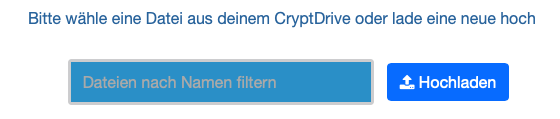 Bitte wähle eine Datei aus deinem CryptDrive oder lade eine neue hoch
Dateien nach Namen filtern
Hochladen